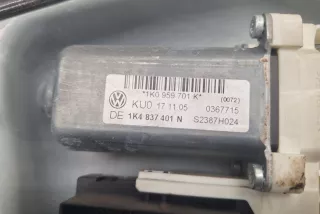 (0072)
*1K0 959 701 K*
KU0 17 11 05 0367715
DE 1K4 837 401 N S2387H024